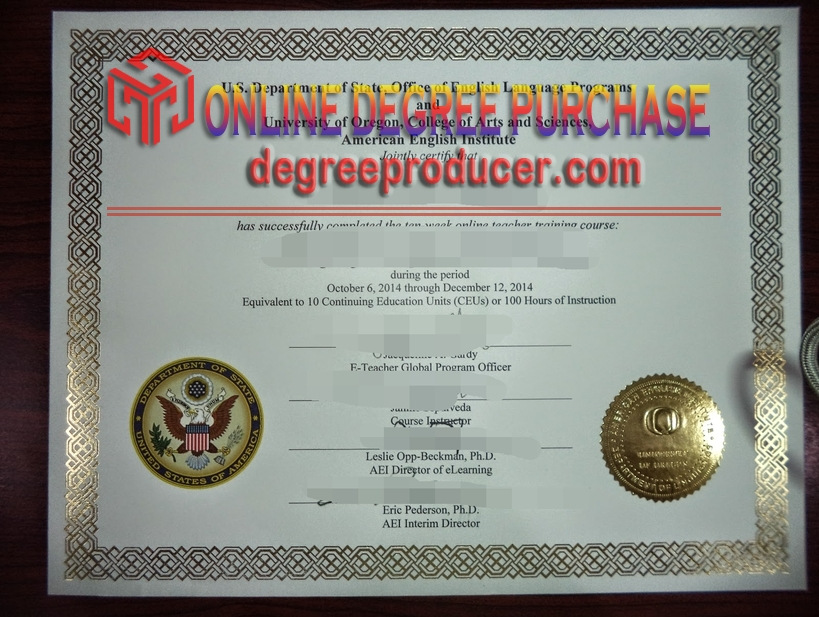 U.S. Department of State, Office of English Language Programs
and
ONLINE DEGREE PURCHASE
University of Oregon, College of Arts and Sciences,
American English Institute
Jointly certify that
degreeproducer.com
has successfully completed the ten-week online teacher training course:
during the period
October 6, 2014 through December 12, 2014
Equivalent to 10 Continuing Education Units (CEUs) or 100 Hours of Instruction
E-Teacher Global Program Officer
Course Instructor
Leslie Opp-Beckman, Ph.D.
AEI Director of eLearning
Eric Pederson, Ph.D.
AEI Interim Director
DEPARTMENT OF STATE
UNITED STATES OF AMERICA